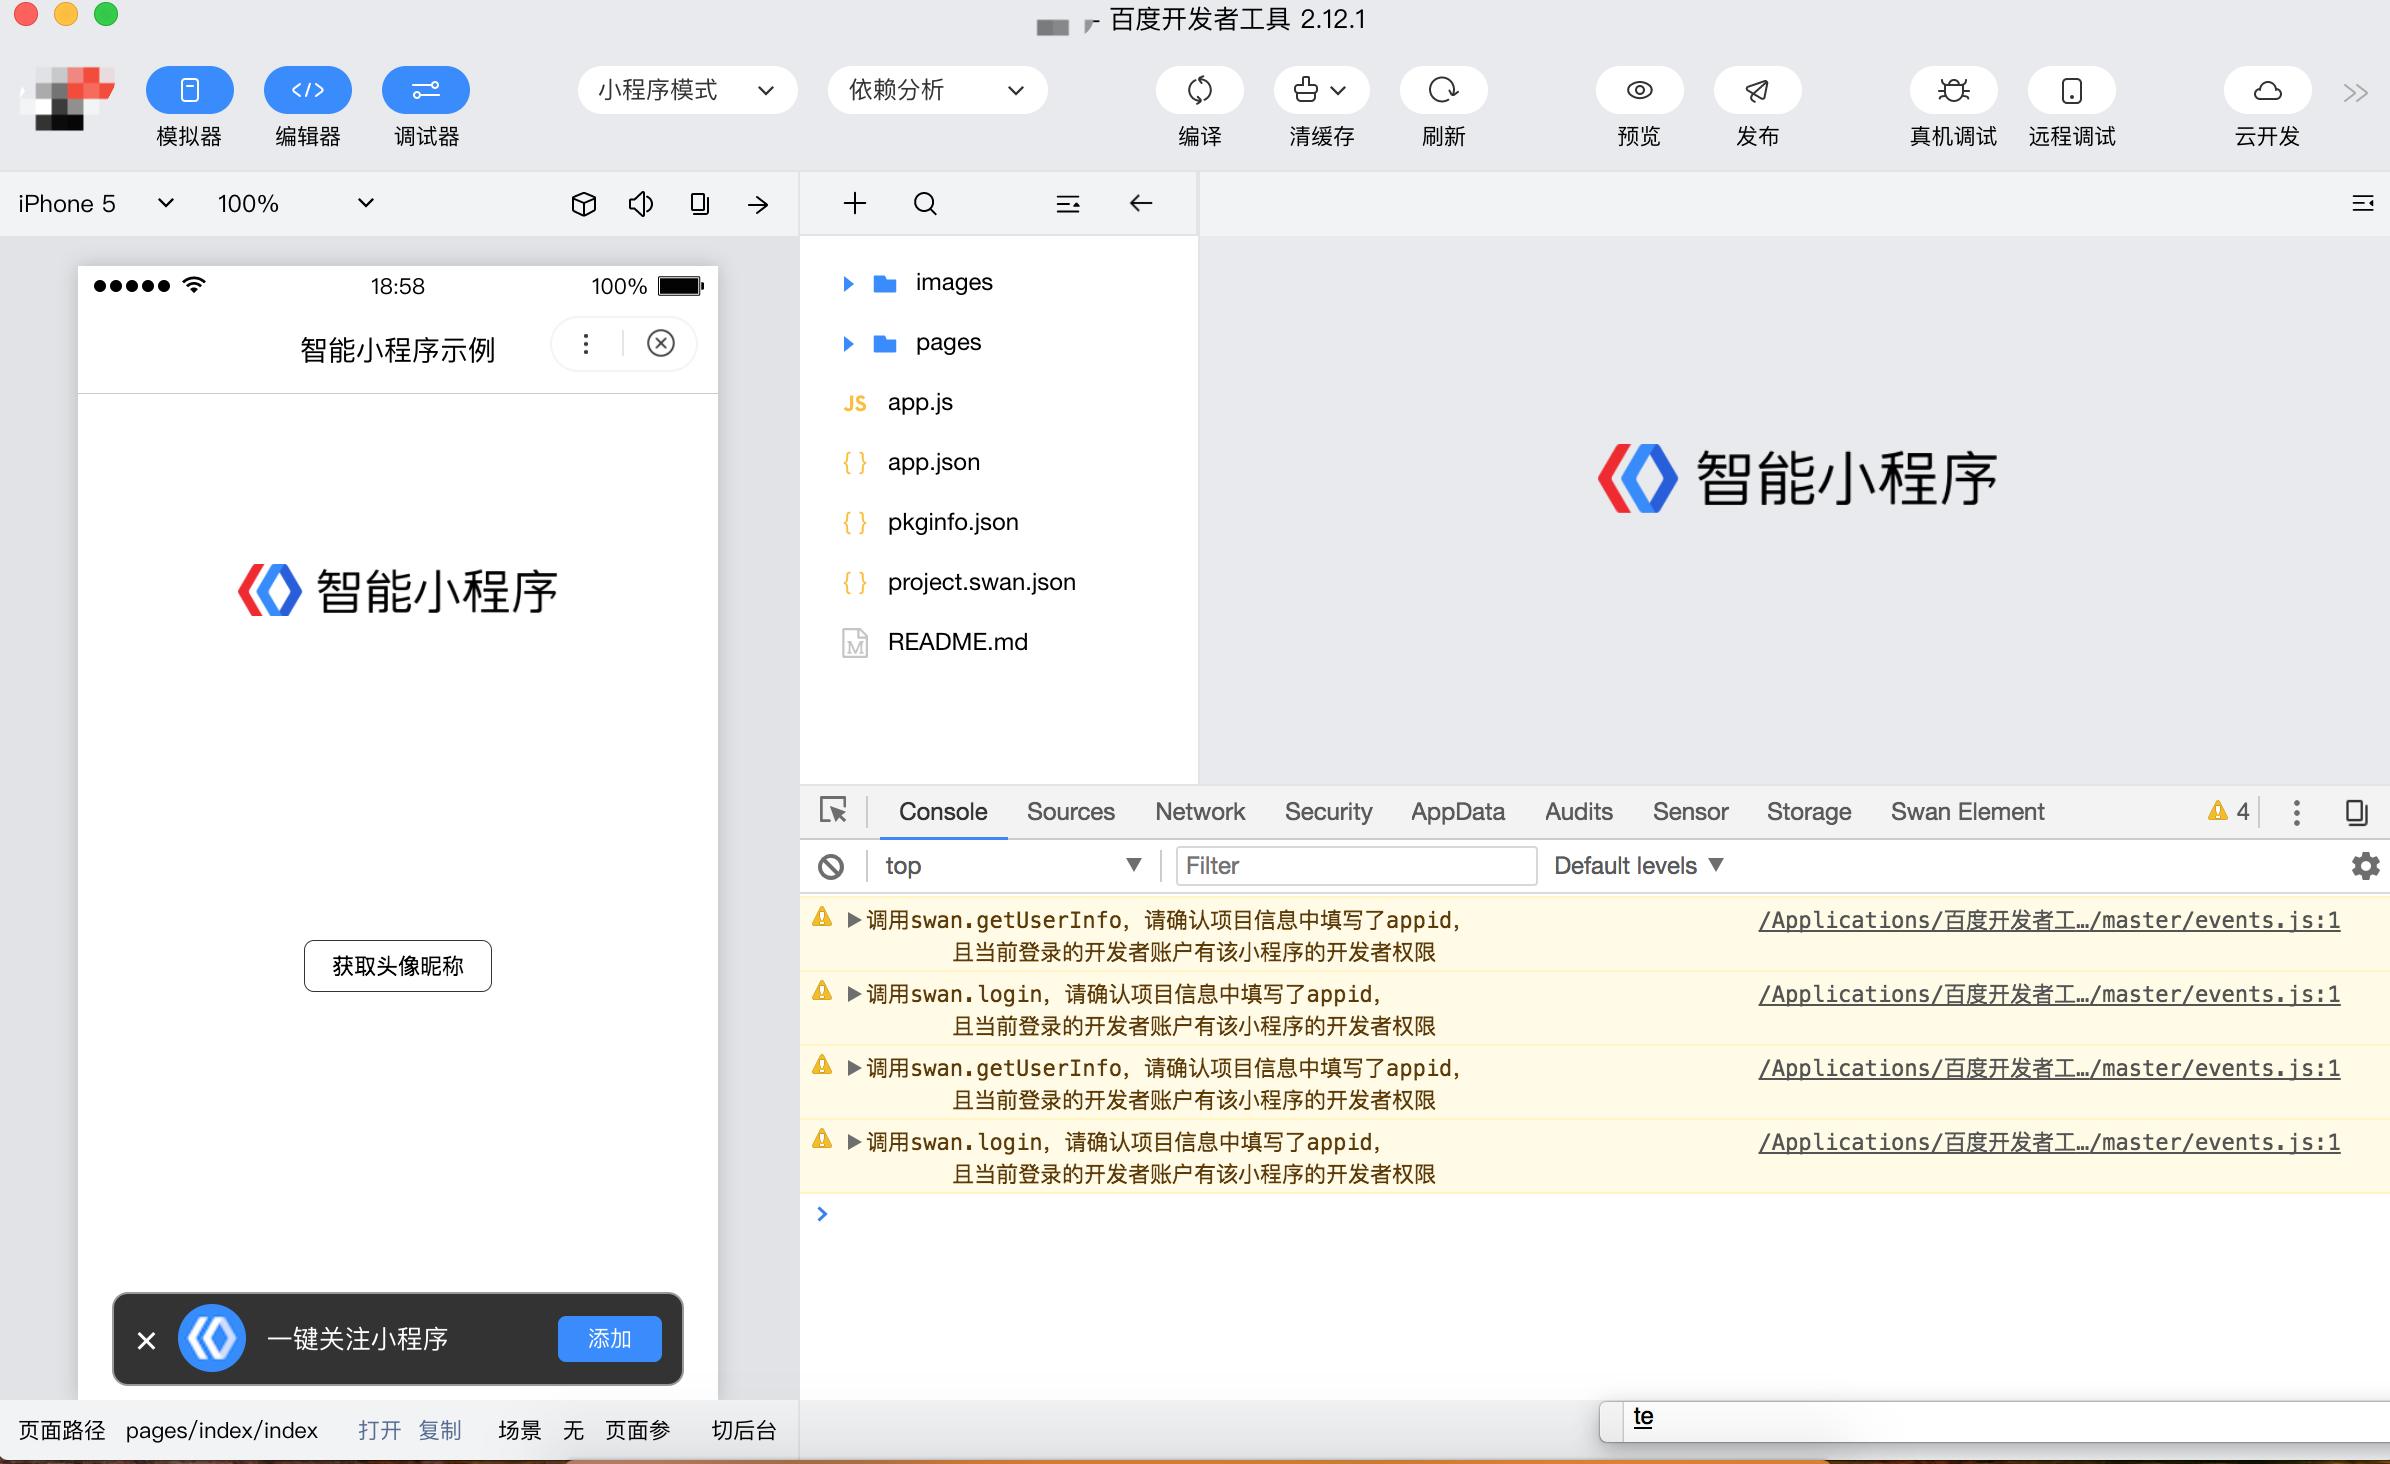 百度开发者工具 2.12.1
模拟器 编辑器 调试器 小程序模式 依赖分析 编译 清缓存 刷新 预览 发布 真机调试 远程调试 云开发
iPhone 5 100%
18:58 100%
智能小程序示例
智能小程序
获取头像昵称
一键关注小程序 添加
页面路径 pages/index/index 打开 复制 场景 无 页面参 切后台
images
pages
JS app.js
{ } app.json
{ } pkginfo.json
{ } project.swan.json
M README.md
智能小程序
Console Sources Network Security AppData Audits Sensor Storage Swan Element 4
top Filter Default levels
调用swan.getUserInfo，请确认项目信息中填写了appid， /Applications/百度开发者工…/master/events.js:1
且当前登录的开发者账户有该小程序的开发者权限
调用swan.login，请确认项目信息中填写了appid， /Applications/百度开发者工…/master/events.js:1
且当前登录的开发者账户有该小程序的开发者权限
调用swan.getUserInfo，请确认项目信息中填写了appid， /Applications/百度开发者工…/master/events.js:1
且当前登录的开发者账户有该小程序的开发者权限
调用swan.login，请确认项目信息中填写了appid， /Applications/百度开发者工…/master/events.js:1
且当前登录的开发者账户有该小程序的开发者权限
te